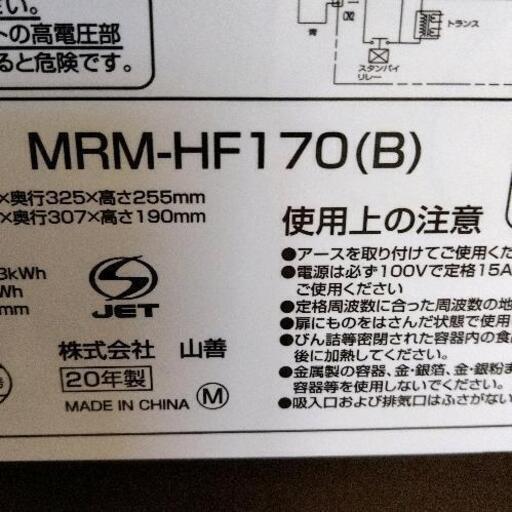 さい。
トの高電圧部
ると危険です。
青
トランス
スタンバイ
リレー
MRM-HF170(B)
×奥行325×高さ255mm
×奥行307×高さ190mm
使用上の注意
●アースを取り付けてご使用くだ
●電源は必ず100Vで定格15A
ご使用ください
●定格周波数に合った周波数の地
●扉にものをはさんだ状態で使用
●びん詰等密閉された容器内の食
後に加熱してください。
●金属製の容器、金・銀箔、金・銀粉ま
容器等を使用しないでください。
●吸入口および排気口はふさがない
3kWh
Wh
mm
JET
株式会社 山善
20年製
MADE IN CHINA M